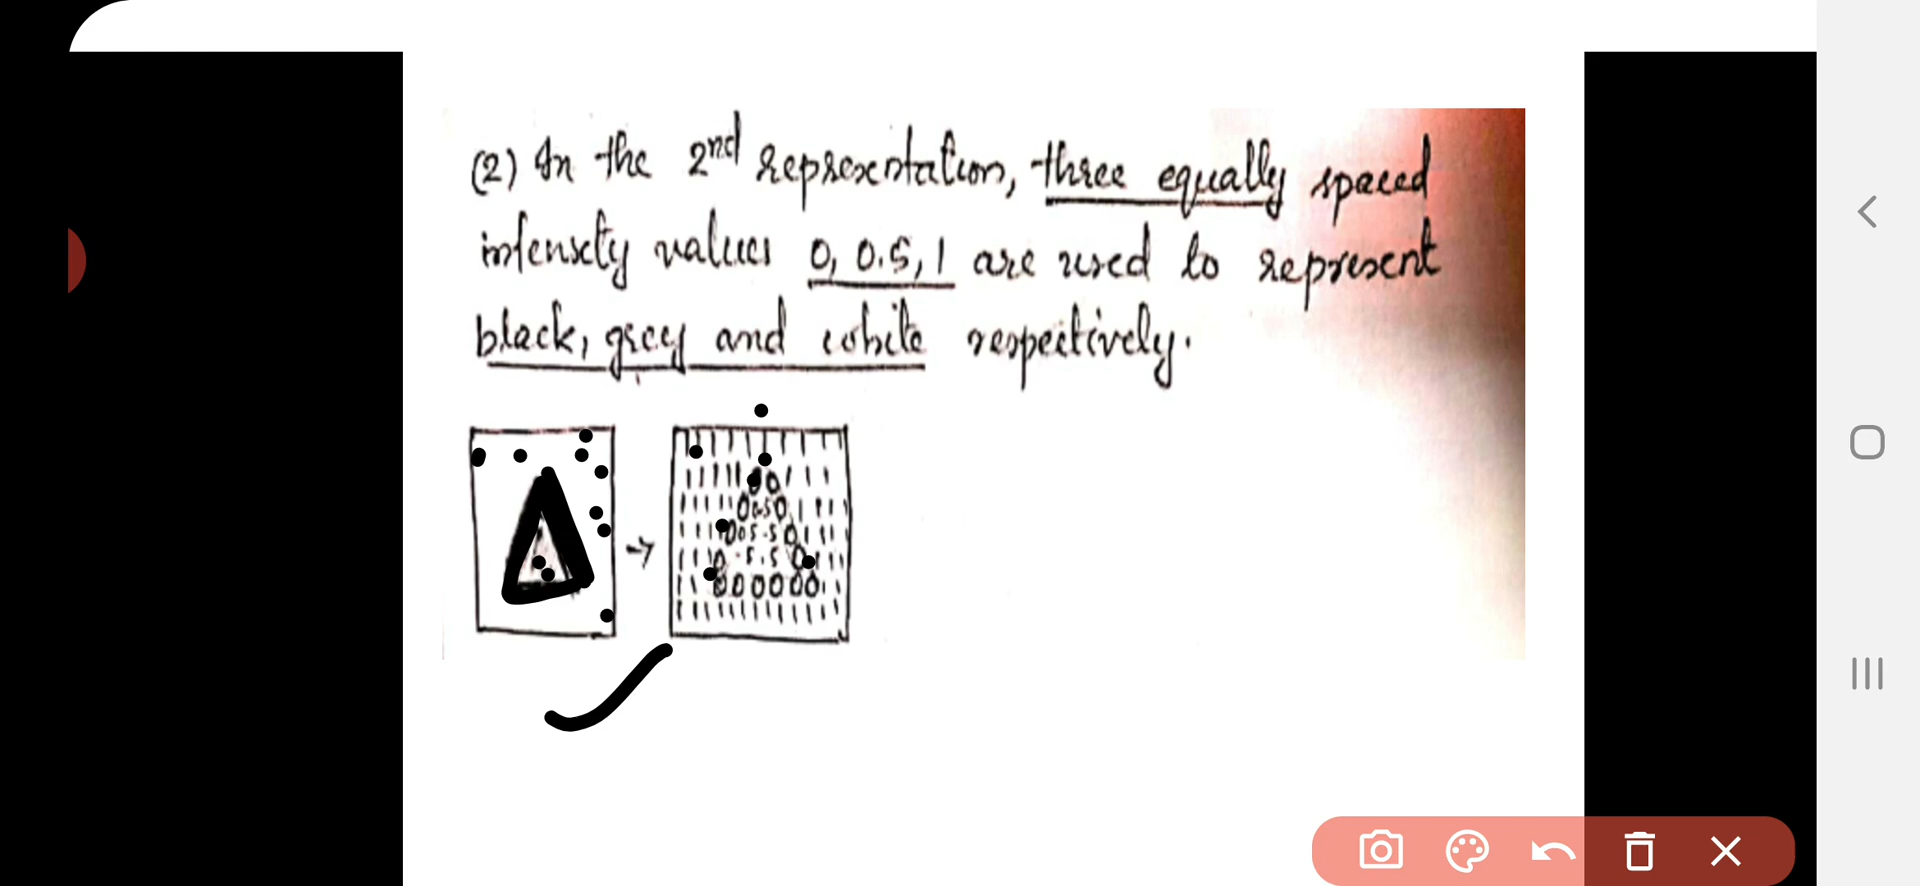 (2) In the 2nd representation, three equally spaced
intensity values 0, 0.5, 1 are used to represent
black, grey and white respectively.